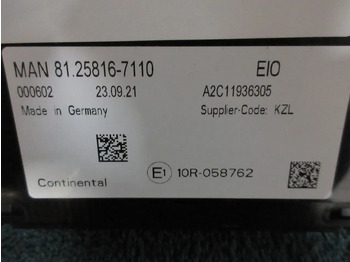 MAN 81.25816-7110 EIO
000602 23.09.21 A2C11936305
Made in Germany Supplier-Code: KZL
Continental E1 10R-058762